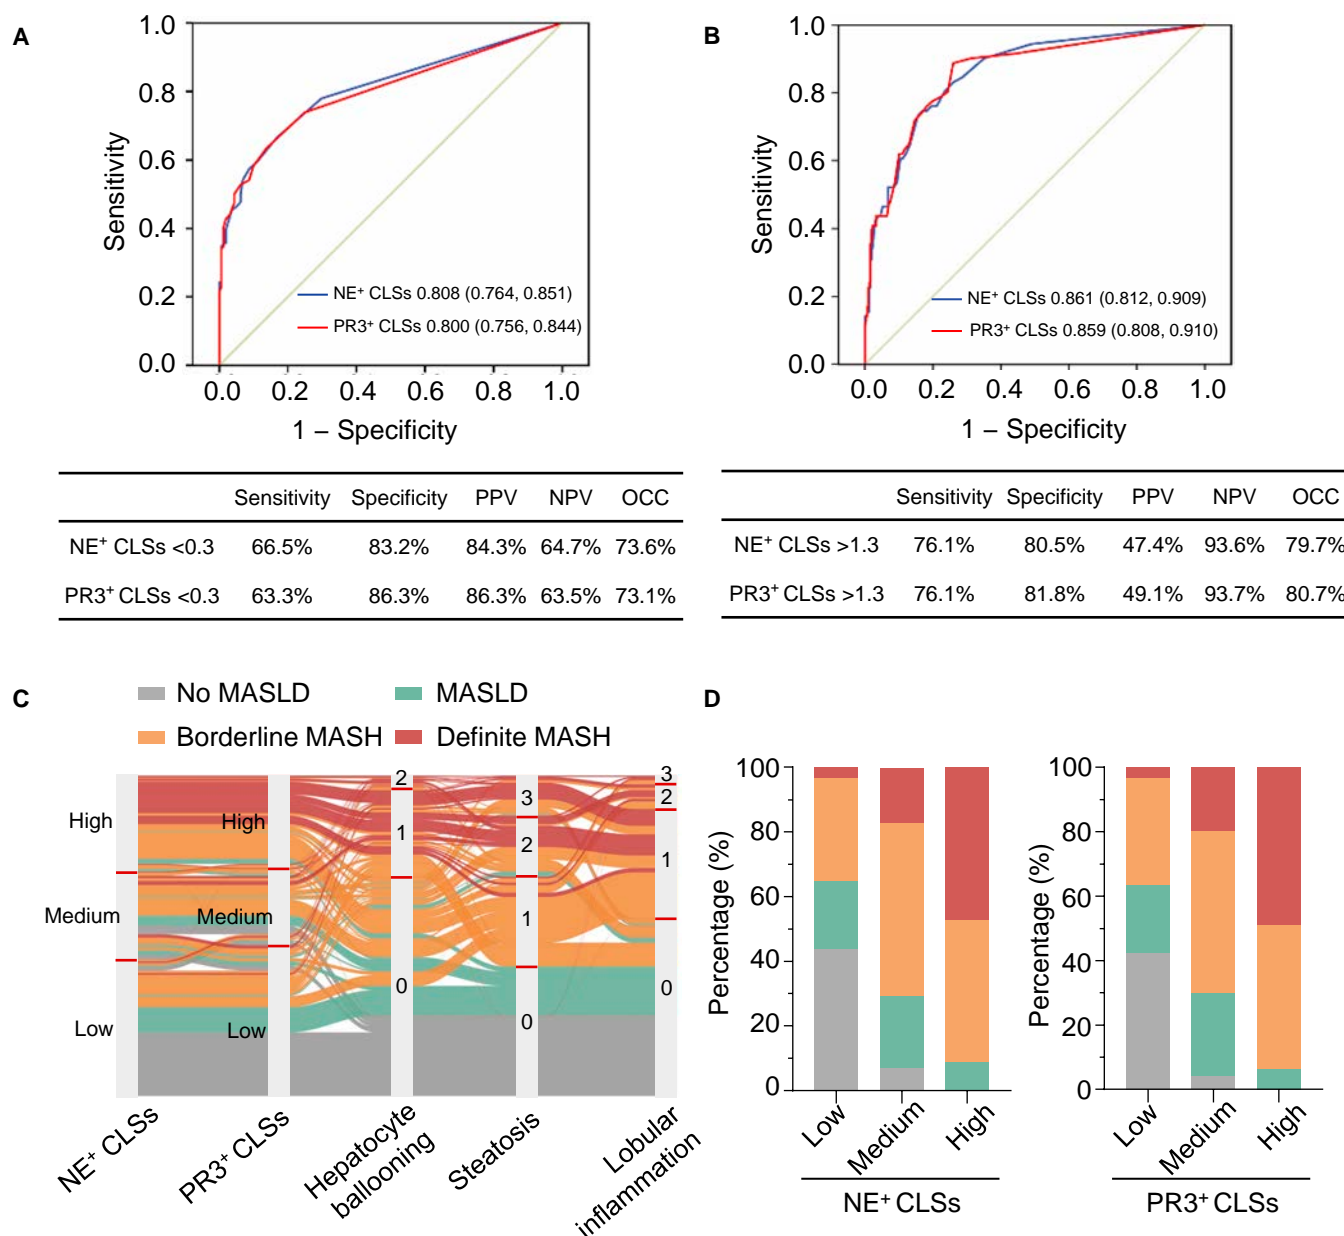 A
1.0
0.8
0.6
0.4
0.2
0.0
Sensitivity
NE+ CLSs 0.808 (0.764, 0.851)
PR3+ CLSs 0.800 (0.756, 0.844)
0.0 0.2 0.4 0.6 0.8 1.0
1 – Specificity
Sensitivity Specificity PPV NPV OCC
NE+ CLSs <0.3 66.5% 83.2% 84.3% 64.7% 73.6%
PR3+ CLSs <0.3 63.3% 86.3% 86.3% 63.5% 73.1%
B
1.0
0.8
0.6
0.4
0.2
0.0
Sensitivity
NE+ CLSs 0.861 (0.812, 0.909)
PR3+ CLSs 0.859 (0.808, 0.910)
0.0 0.2 0.4 0.6 0.8 1.0
1 – Specificity
Sensitivity Specificity PPV NPV OCC
NE+ CLSs >1.3 76.1% 80.5% 47.4% 93.6% 79.7%
PR3+ CLSs >1.3 76.1% 81.8% 49.1% 93.7% 80.7%
C
No MASLD MASLD
Borderline MASH Definite MASH
High
Medium
Low
High
Medium
Low
2
1
0
3
2
1
0
3
2
1
0
NE+ CLSs
PR3+ CLSs
Hepatocyte
ballooning
Steatosis
Lobular
inflammation
D
Percentage (%)
100
80
60
40
20
0
Low
Medium
High
NE+ CLSs
Percentage (%)
100
80
60
40
20
0
Low
Medium
High
PR3+ CLSs